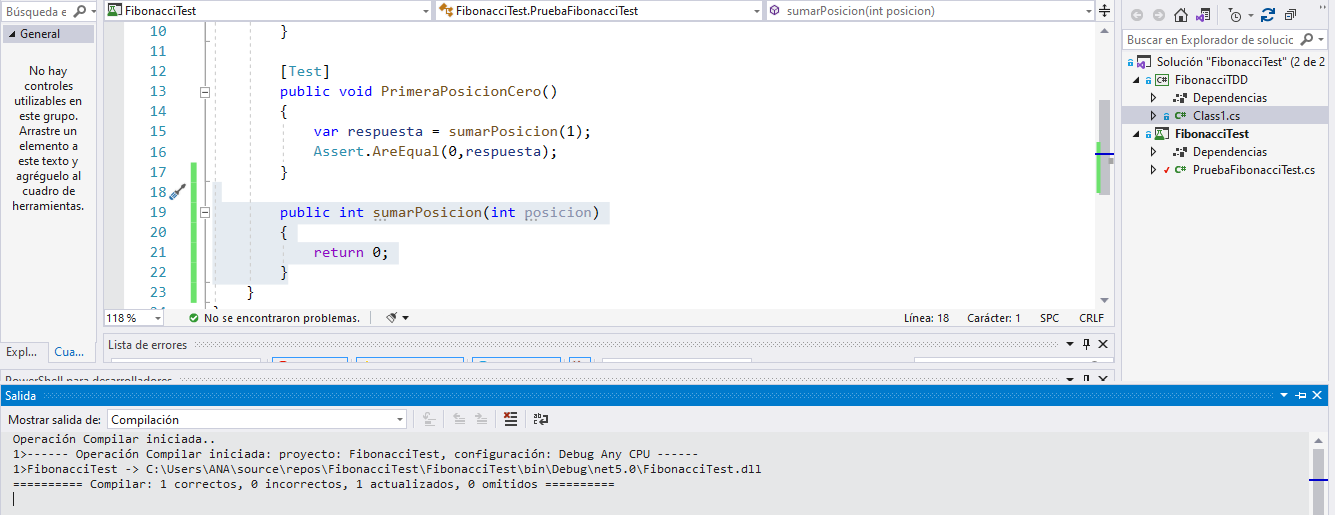 Búsqueda e
General
No hay
controles
utilizables en
este grupo.
Arrastre un
elemento a
este texto y
agréguelo al
cuadro de
herramientas.
Expl...
Cua...
FibonacciTest
FibonacciTest.PruebaFibonacciTest
sumarPosicion(int posicion)
10 }
11
12 [Test]
13 public void PrimeraPosicionCero()
14 {
15 var respuesta = sumarPosicion(1);
16 Assert.AreEqual(0,respuesta);
17 }
18
19 public int sumarPosicion(int posicion)
20 {
21 return 0;
22 }
23 }
118 %
No se encontraron problemas.
Línea: 18
Carácter: 1
SPC
CRLF
Lista de errores
PowerShell para desarrolladores
Buscar en Explorador de solucic
Solución "FibonacciTest" (2 de 2
FibonacciTDD
Dependencias
C# Class1.cs
FibonacciTest
Dependencias
C# PruebaFibonacciTest.cs
Salida
Mostrar salida de: Compilación
Operación Compilar iniciada..
1>------ Operación Compilar iniciada: proyecto: FibonacciTest, configuración: Debug Any CPU ------
1>FibonacciTest -> C:\Users\ANA\source\repos\FibonacciTest\FibonacciTest\bin\Debug\net5.0\FibonacciTest.dll
========== Compilar: 1 correctos, 0 incorrectos, 1 actualizados, 0 omitidos ==========